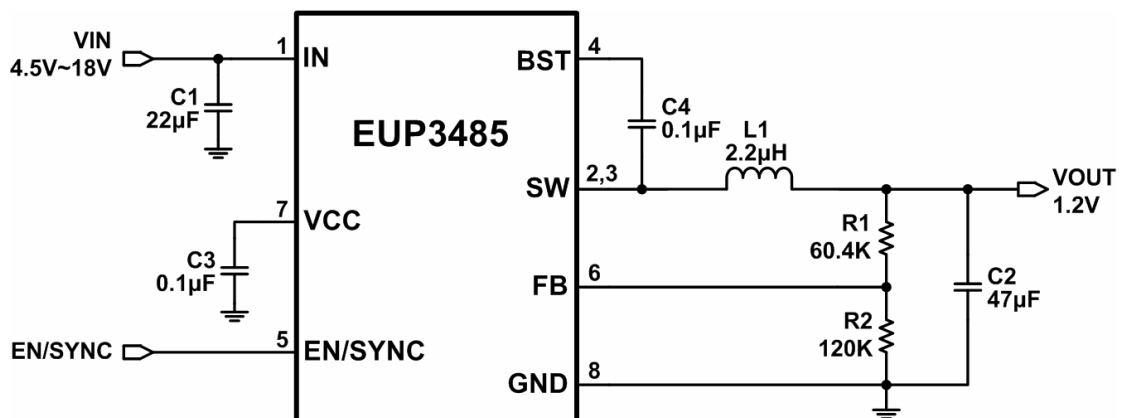 VIN
4.5V~18V
1
IN
C1
22µF
EUP3485
BST
4
C4
0.1µF
L1
2.2µH
SW
2,3
VOUT
1.2V
7
VCC
C3
0.1µF
R1
60.4K
FB
6
C2
47µF
R2
120K
EN/SYNC
5
EN/SYNC
GND
8